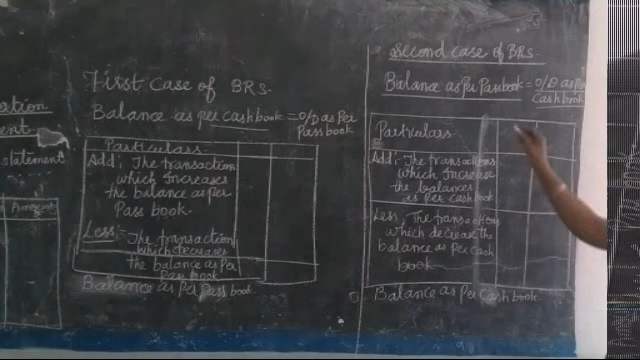 ation
ent
statement
Amount
First Case of BRS.
Balance as per cash book = O/D as Per
Pass book
Particulars
Add: The transaction
which Increases
the balance as per
Pass book.
Less:- The transaction
which decreases
the balance as Per
Pass book
Balance as per Pass book
Second case of BRS.
Balance as per Passbook = O/D as per
Cash book
Particulars
Add:- The transactions
which Increase
the balances
as per cash book
Less: The transactions
which decrease the
balance as per cash
book
Balance as Per Cash book